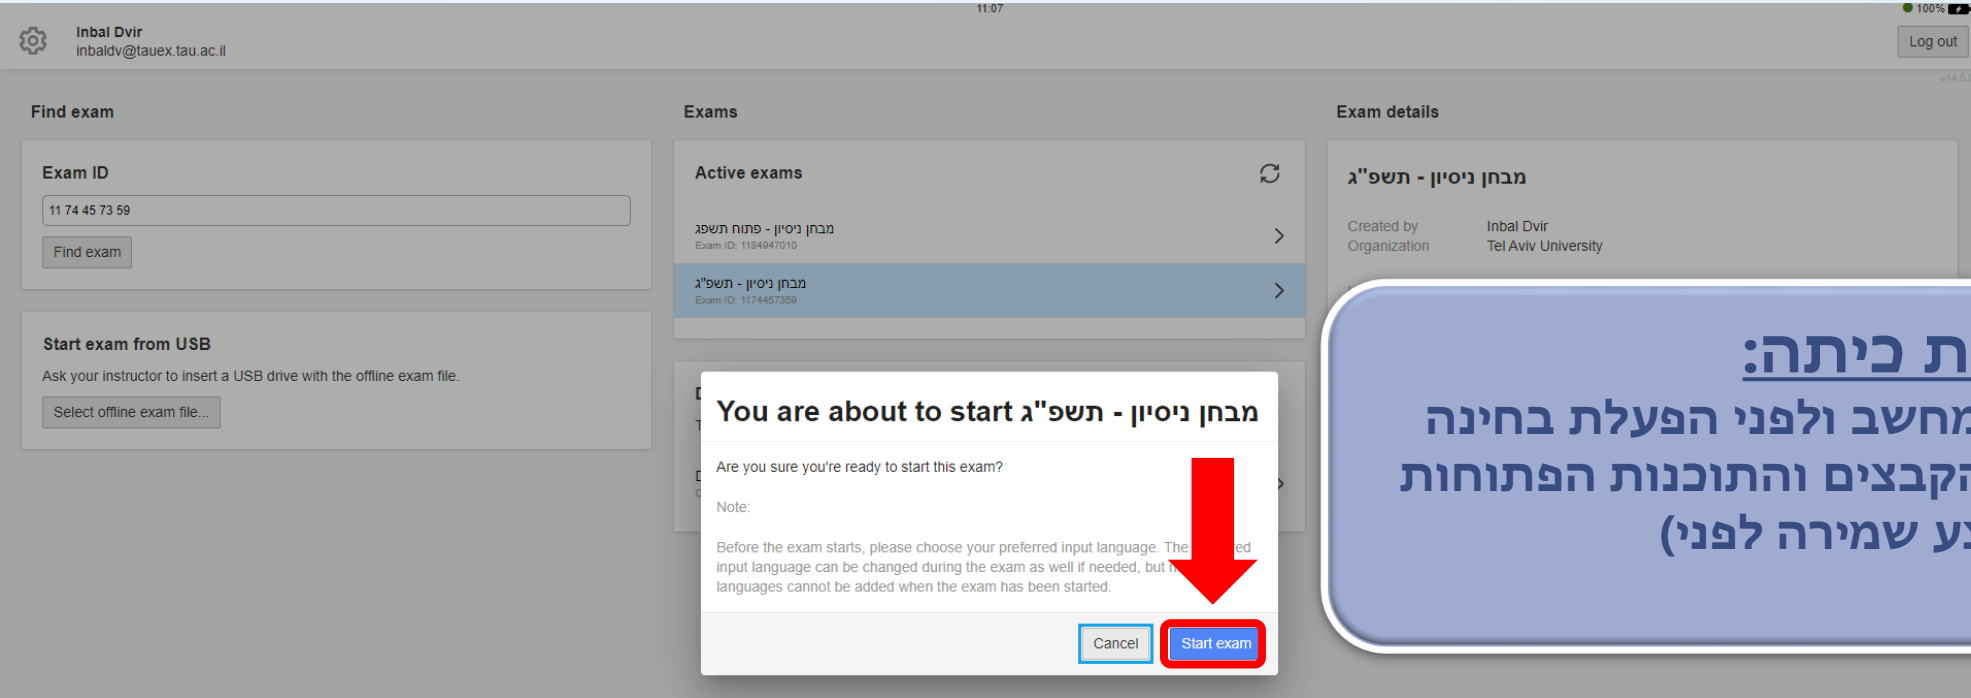 11:07
100%
Inbal Dvir
inbaldv@tauex.tau.ac.il
Log out
v14.0.
Find exam
Exam ID
11 74 45 73 59
Find exam
Start exam from USB
Ask your instructor to insert a USB drive with the offline exam file.
Select offline exam file...
Exams
Active exams
מבחן ניסיון - פתוח תשפג
Exam ID: 1184947010
מבחן ניסיון - תשפ"ג
Exam ID: 1174457359
Exam details
מבחן ניסיון - תשפ"ג
Created by Inbal Dvir
Organization Tel Aviv University
You are about to start מבחן ניסיון - תשפ"ג
Are you sure you're ready to start this exam?
Note:
Before the exam starts, please choose your preferred input language. The red
input language can be changed during the exam as well if needed, but
languages cannot be added when the exam has been started.
Cancel
Start exam
ת כיתה:
מחשב ולפני הפעלת בחינה
הקבצים והתוכנות הפתוחות
ע שמירה לפני)